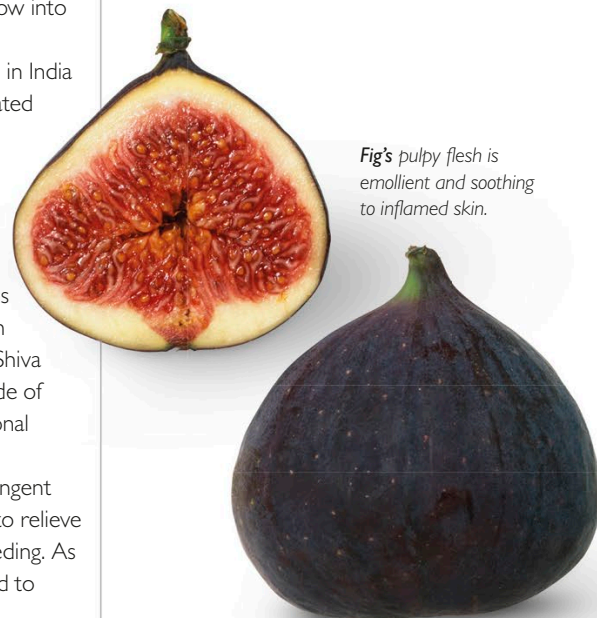 ow into
in India
ated
s
n
Shiva
de of
onal
ngent
to relieve
eding. As
d to
Fig's pulpy flesh is
emollient and soothing
to inflamed skin.